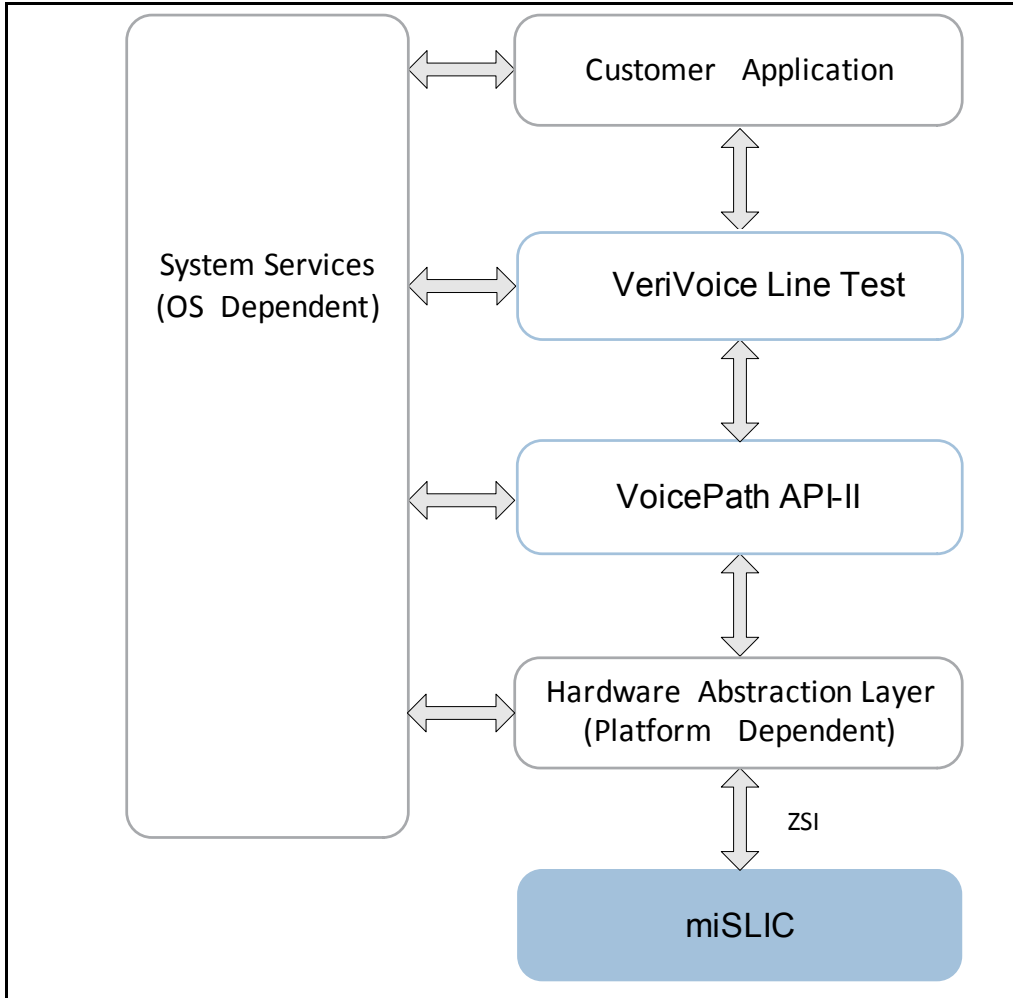 Customer Application
System Services
(OS Dependent)
VeriVoice Line Test
VoicePath API-II
Hardware Abstraction Layer
(Platform Dependent)
ZSI
miSLIC